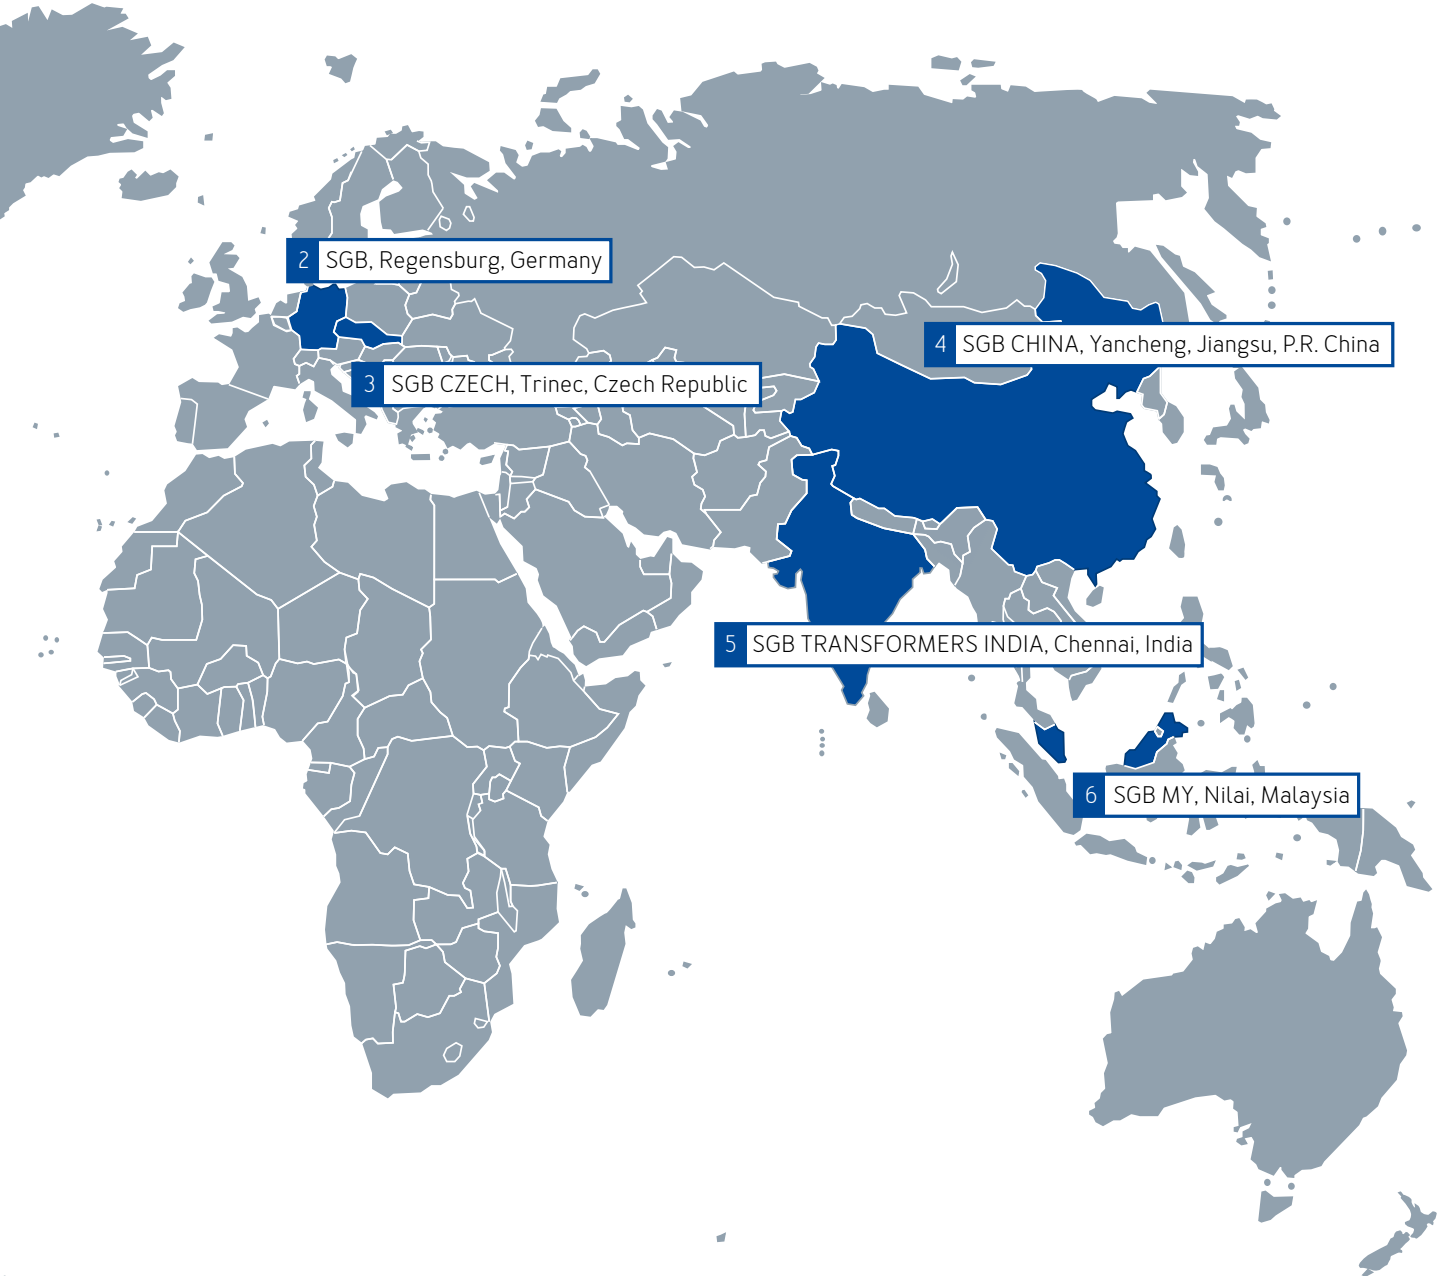 2 SGB, Regensburg, Germany
3 SGB CZECH, Trinec, Czech Republic
4 SGB CHINA, Yancheng, Jiangsu, P.R. China
5 SGB TRANSFORMERS INDIA, Chennai, India
6 SGB MY, Nilai, Malaysia